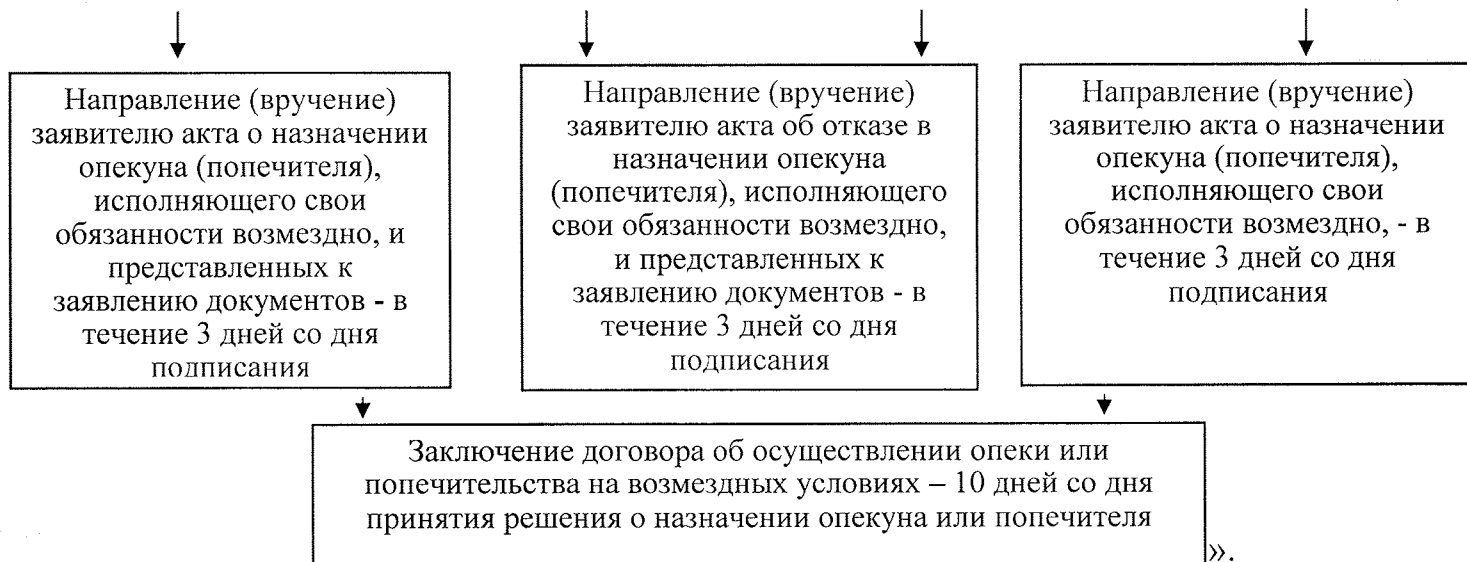 Направление (вручение)
заявителю акта о назначении
опекуна (попечителя),
исполняющего свои
обязанности возмездно, и
представленных к
заявлению документов - в
течение 3 дней со дня
подписания
Направление (вручение)
заявителю акта об отказе в
назначении опекуна
(попечителя), исполняющего
свои обязанности возмездно,
и представленных к
заявлению документов - в
течение 3 дней со дня
подписания
Направление (вручение)
заявителю акта о назначении
опекуна (попечителя),
исполняющего свои
обязанности возмездно, - в
течение 3 дней со дня
подписания
Заключение договора об осуществлении опеки или
попечительства на возмездных условиях – 10 дней со дня
принятия решения о назначении опекуна или попечителя
».